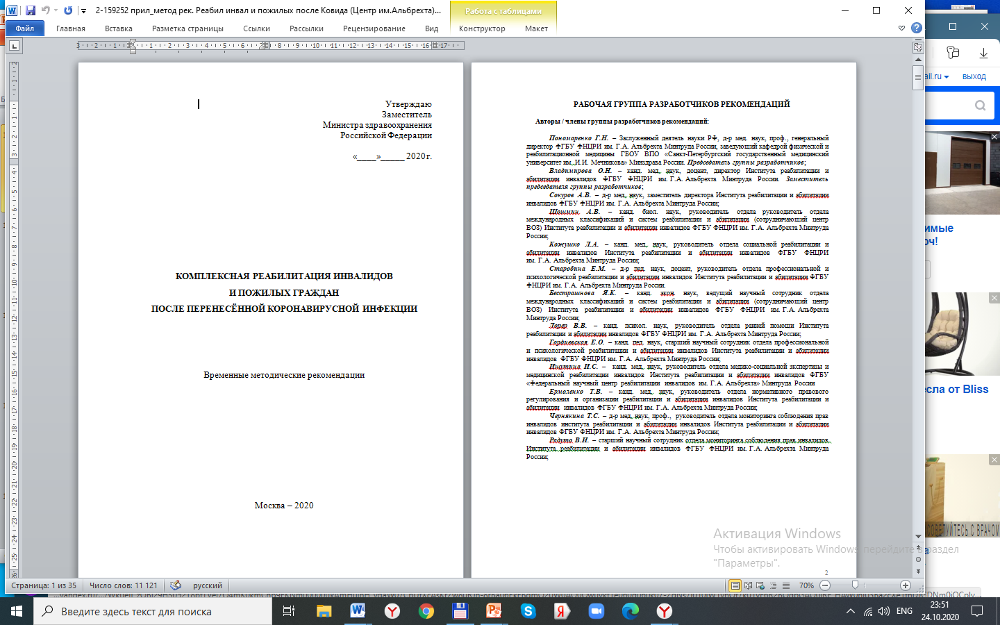 2-159252 прил_метод рек. Реабил инвал и пожилых после Ковида (Центр им.Альбрехта)...
Работа с таблицами
Файл Главная Вставка Разметка страницы Ссылки Рассылки Рецензирование Вид Конструктор Макет
ail.ru
выход
Утверждаю
Заместитель
Министра здравоохранения
Российской Федерации
«____»_____ 2020 г.
КОМПЛЕКСНАЯ РЕАБИЛИТАЦИЯ ИНВАЛИДОВ
И ПОЖИЛЫХ ГРАЖДАН
ПОСЛЕ ПЕРЕНЕСЁННОЙ КОРОНАВИРУСНОЙ ИНФЕКЦИИ
Временные методические рекомендации
Москва – 2020
РАБОЧАЯ ГРУППА РАЗРАБОТЧИКОВ РЕКОМЕНДАЦИЙ
Авторы / члены группы разработчиков рекомендаций:
Пономаренко Г.Н. – Заслуженный деятель науки РФ, д-р мед. наук, проф., генеральный
директор ФГБУ ФНЦРИ им. Г.А. Альбрехта Минтруда России, заведующий кафедрой физической и
реабилитационной медицины ГБОУ ВПО «Санкт-Петербургский государственный медицинский
университет им. И.И. Мечникова» Минздрава России. Председатель группы разработчиков;
Владимирова О.Н. – канд. мед. наук, доцент, директор Института реабилитации и
абилитации инвалидов ФГБУ ФНЦРИ им. Г.А. Альбрехта Минтруда России. Заместитель
председателя группы разработчиков;
Сокуров А.В. – д-р мед. наук, заместитель директора Института реабилитации и абилитации
инвалидов ФГБУ ФНЦРИ им. Г.А. Альбрехта Минтруда России;
Шошмин А.В. – канд. биол. наук, руководитель отдела руководитель отдела
международных классификаций и систем реабилитации и абилитации (сотрудничающий центр
ВОЗ) Института реабилитации и абилитации инвалидов ФГБУ ФНЦРИ им. Г.А. Альбрехта Минтруда
России;
Кожушко Л.А. – канд. мед. наук, руководитель отдела социальной реабилитации и
абилитации инвалидов Института реабилитации и абилитации инвалидов ФГБУ ФНЦРИ
им. Г.А. Альбрехта Минтруда России;
Старобина Е.М. – д-р пед. наук, доцент, руководитель отдела профессиональной и
психологической реабилитации и абилитации инвалидов Института реабилитации и абилитации ФГБУ
ФНЦРИ им. Г.А. Альбрехта Минтруда России.
Бесстрашнова Я.К. – канд. экон. наук, ведущий научный сотрудник отдела
международных классификаций и систем реабилитации и абилитации (сотрудничающий центр
ВОЗ) Института реабилитации и абилитации инвалидов ФГБУ ФНЦРИ им. Г.А. Альбрехта
Минтруда России;
Лорер В.В. – канд. психол. наук, руководитель отдела ранней помощи Института
реабилитации и абилитации инвалидов ФГБУ ФНЦРИ им. Г.А. Альбрехта Минтруда России;
Гордиевская Е.О. – канд. пед. наук, старший научный сотрудник отдела профессиональной
и психологической реабилитации и абилитации инвалидов Института реабилитации и абилитации
инвалидов ФГБУ ФНЦРИ им. Г.А. Альбрехта Минтруда России;
Ишутина И.С. – канд. мед. наук, руководитель отдела медико-социальной экспертизы и
медицинской реабилитации инвалидов Института реабилитации и абилитации инвалидов ФГБУ
«Федеральный научный центр реабилитации инвалидов им. Г.А. Альбрехта» Минтруда России
Ермоленко Т.В. – канд. мед. наук, руководитель отдела нормативного правового
регулирования и организации реабилитации и абилитации инвалидов Института реабилитации и
абилитации инвалидов ФГБУ ФНЦРИ им. Г.А. Альбрехта Минтруда России;
Чернякина Т.С. – д-р мед. наук, проф., руководитель отдела мониторинга соблюдения прав
инвалидов института реабилитации и абилитации инвалидов Института реабилитации и абилитации
инвалидов ФГБУ ФНЦРИ им. Г.А. Альбрехта Минтруда России;
Радуто В.И. – старший научный сотрудник отдела мониторинга соблюдения прав инвалидов
Института реабилитации и абилитации инвалидов ФГБУ ФНЦРИ им. Г.А. Альбрехта Минтруда
России;
2
имые
оч!
есла от Bliss
СОВЕТУЙТЕСЬ С ВРАЧОМ
Активация Windows
Чтобы активировать Windows, перейдите в раздел
"Параметры".
Страница: 1 из 35 Число слов: 11 121 русский 70%
Введите здесь текст для поиска
ENG
23:51
24.10.2020